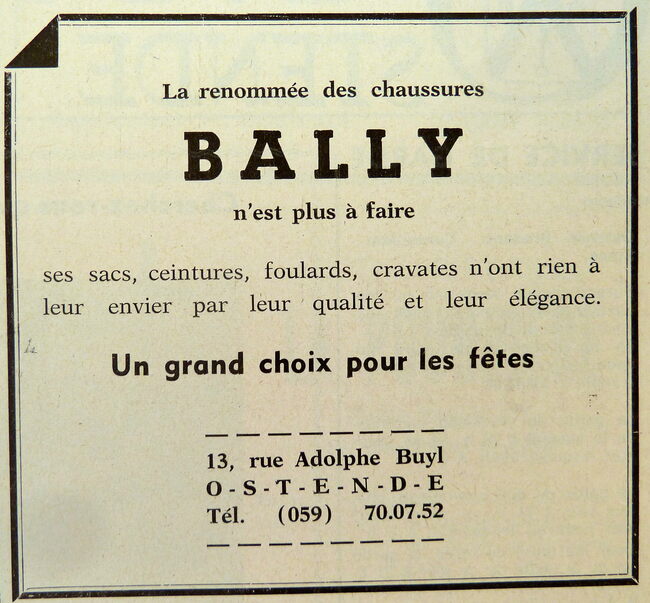 La renommée des chaussures
BALLY
n'est plus à faire
ses sacs, ceintures, foulards, cravates n'ont rien à
leur envier par leur qualité et leur élégance.
Un grand choix pour les fêtes
13, rue Adolphe Buyl
O - S - T - E - N - D - E
Tél. (059) 70.07.52